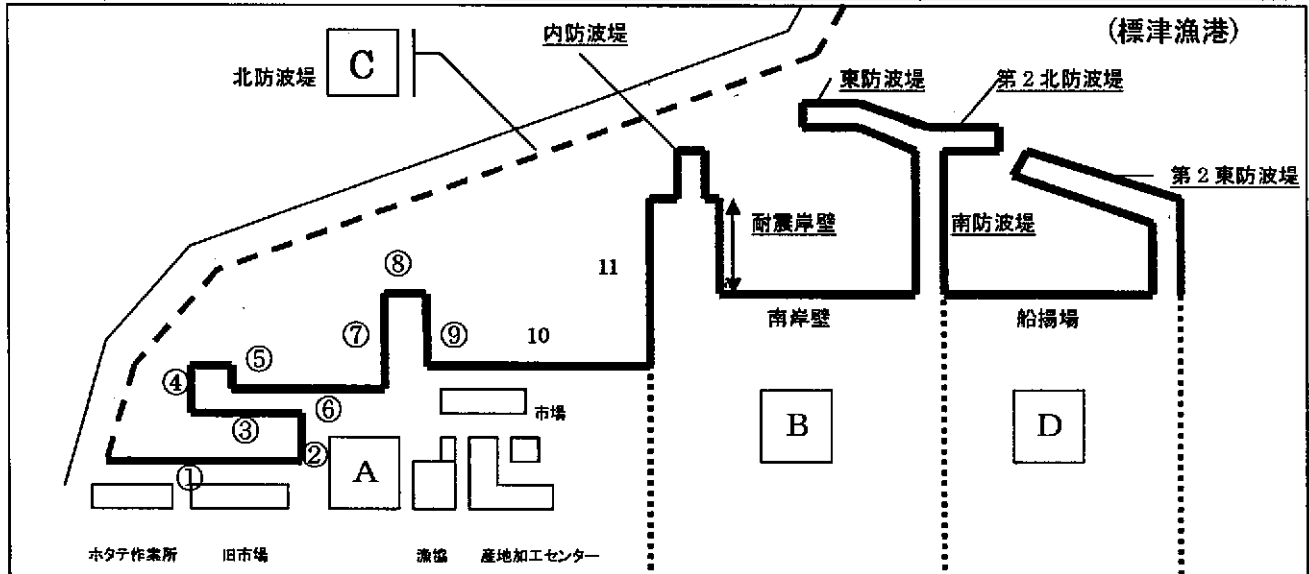 (標津漁港)
内防波堤
北防波堤
C
東防波堤
第2北防波堤
第2東防波堤
耐震岸壁
南防波堤
⑧
11
南岸壁
船揚場
⑦
⑨
10
⑤
④
⑥
市場
③
B
D
②
A
①
ホタテ作業所
旧市場
漁協
産地加工センター